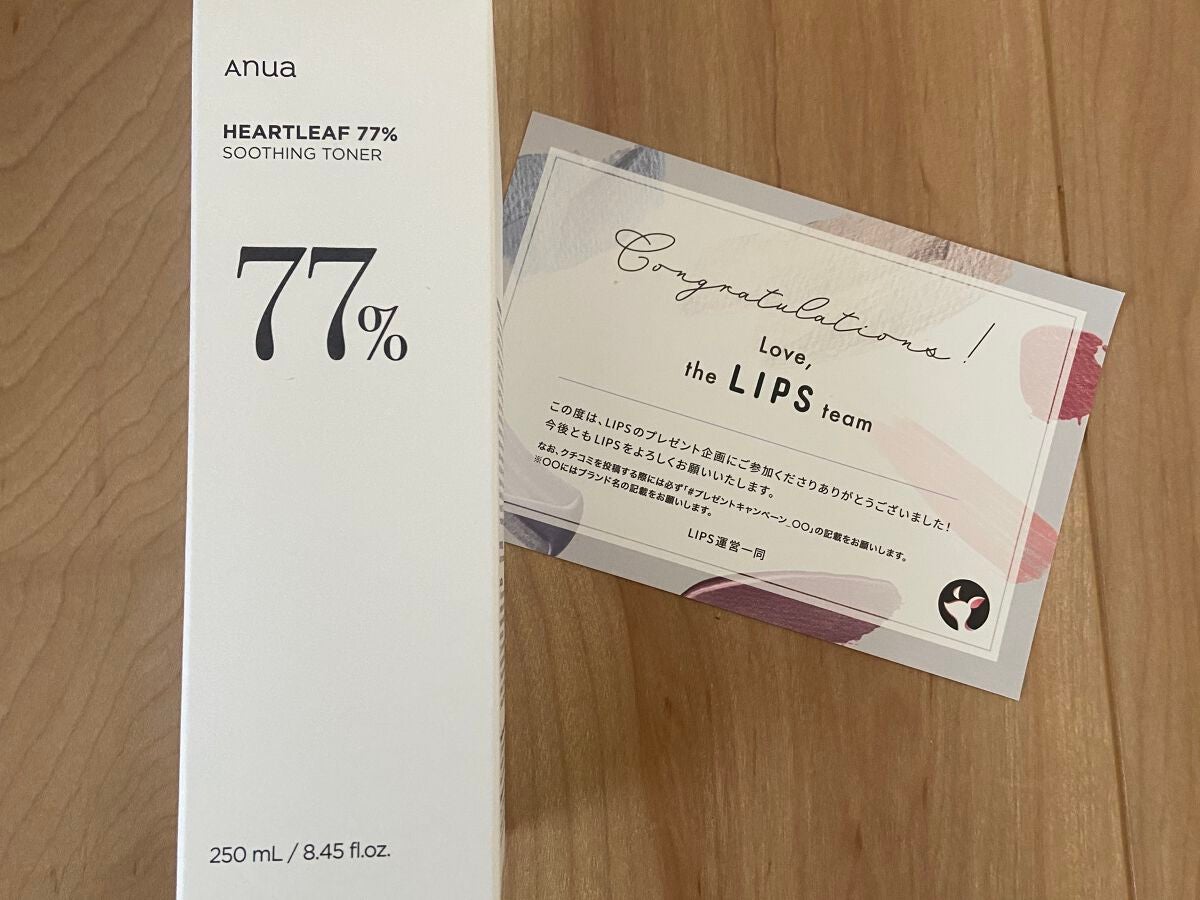 Anua
HEARTLEAF 77%
SOOTHING TONER
77%
250 mL / 8.45 fl.oz.
Congratulations!
Love,
the LIPS team
この度は、LIPSのプレゼント企画にご参加くださりありがとうございました!
今後ともLIPSをよろしくお願いいたします。
なお、クチコミを投稿する際には必ず「#プレゼントキャンペーン_〇〇」の記載をお願いします。
※〇〇にはブランド名の記載をお願いします。
LIPS運営一同